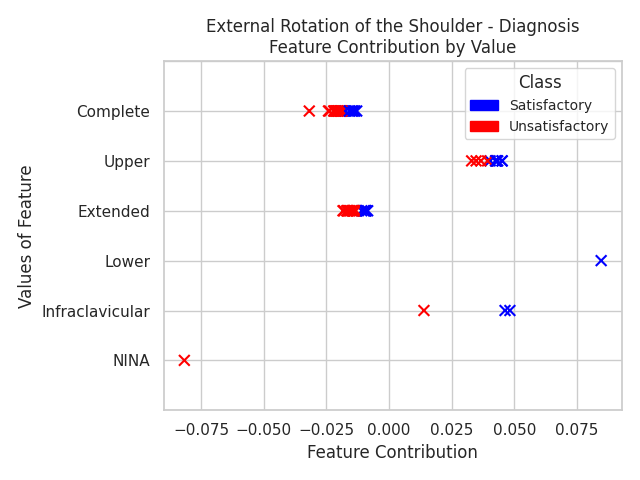 External Rotation of the Shoulder - Diagnosis
Feature Contribution by Value
Class
Satisfactory
Unsatisfactory
Values of Feature
Complete
Upper
Extended
Lower
Infraclavicular
NINA
−0.075 −0.050 −0.025 0.000 0.025 0.050 0.075
Feature Contribution